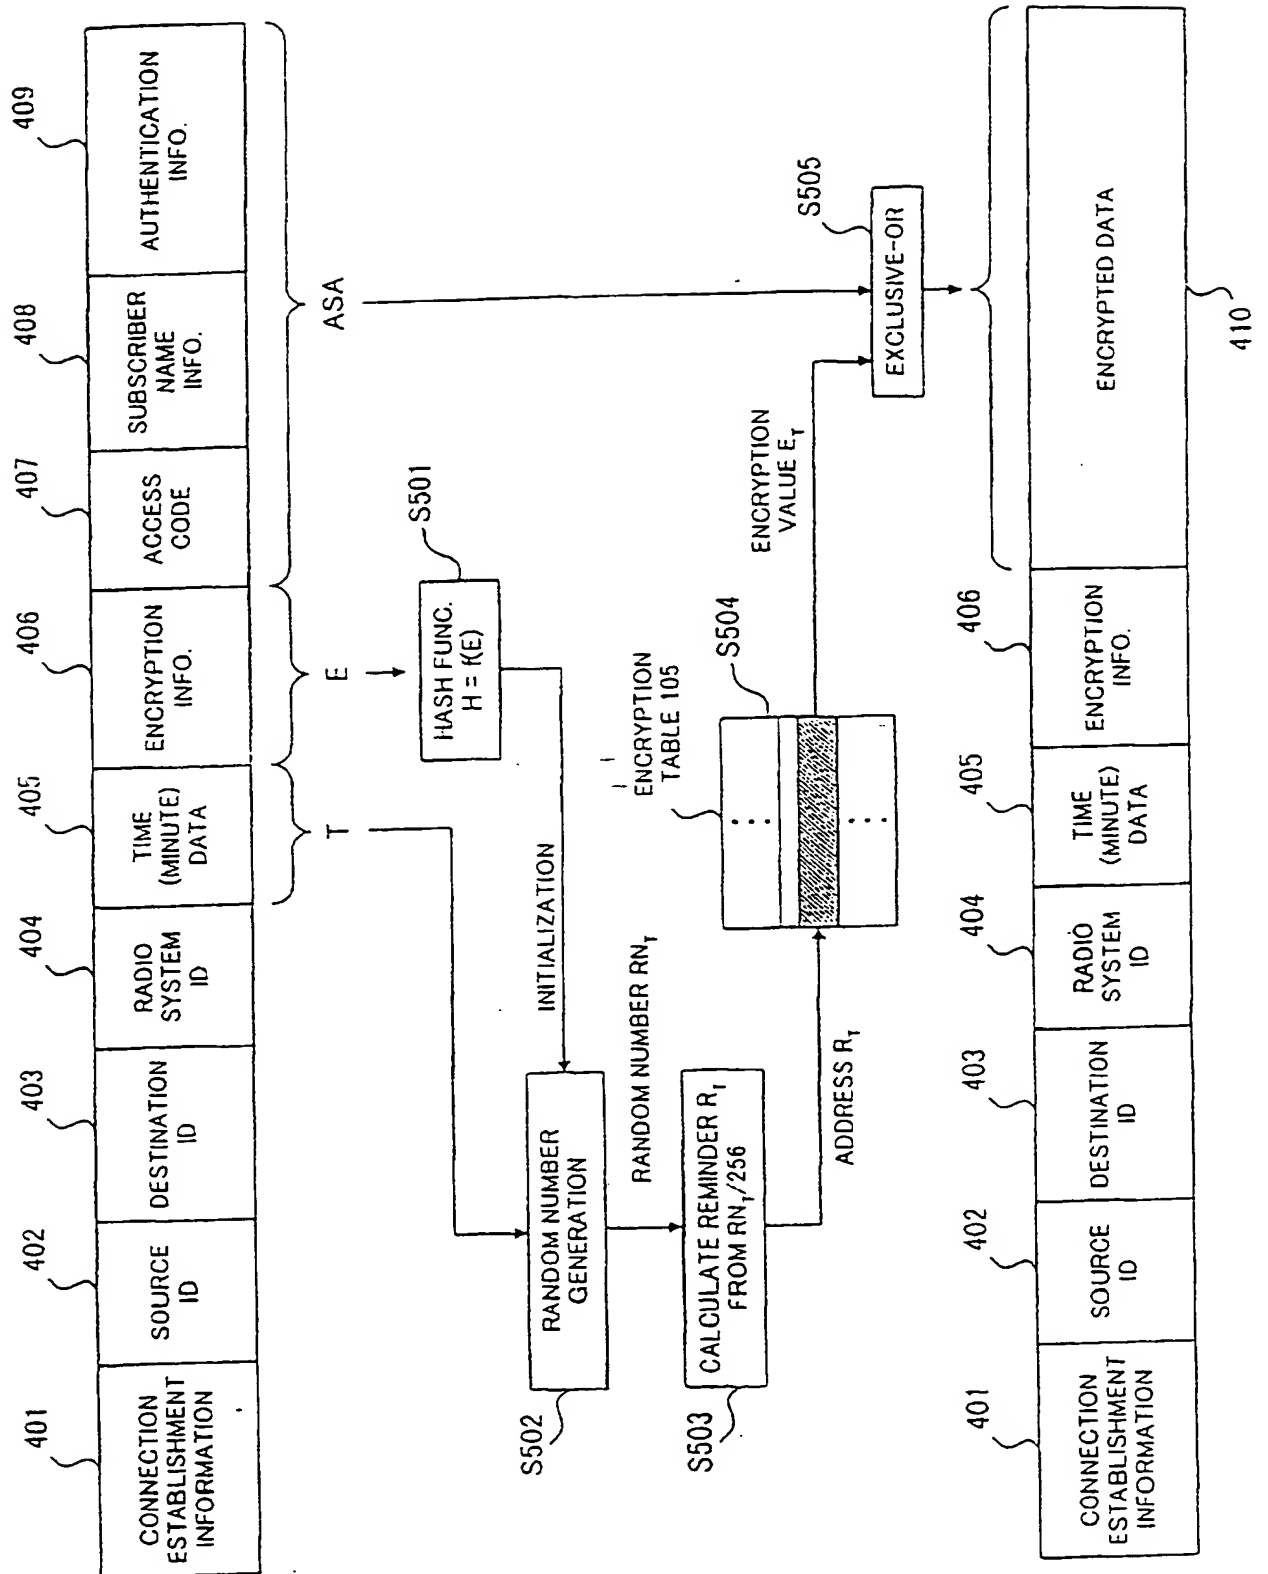 401
402
403
404
405
406
407
408
409
CONNECTION
ESTABLISHMENT
INFORMATION
SOURCE
ID
DESTINATION
ID
RADIO
SYSTEM
ID
TIME
(MINUTE)
DATA
ENCRYPTION
INFO.
ACCESS
CODE
SUBSCRIBER
NAME
INFO.
AUTHENTICATION
INFO.
T
E
ASA
S501
HASH FUNC.
H = f(E)
INITIALIZATION
S502
RANDOM NUMBER
GENERATION
RANDOM NUMBER RN_T
S503
CALCULATE REMINDER R_T
FROM RN_T/256
ADDRESS R_T
ENCRYPTION
TABLE 105
S504
ENCRYPTION
VALUE E_T
S505
EXCLUSIVE-OR
401
402
403
404
405
406
CONNECTION
ESTABLISHMENT
INFORMATION
SOURCE
ID
DESTINATION
ID
RADIO
SYSTEM
ID
TIME
(MINUTE)
DATA
ENCRYPTION
INFO.
ENCRYPTED DATA
410